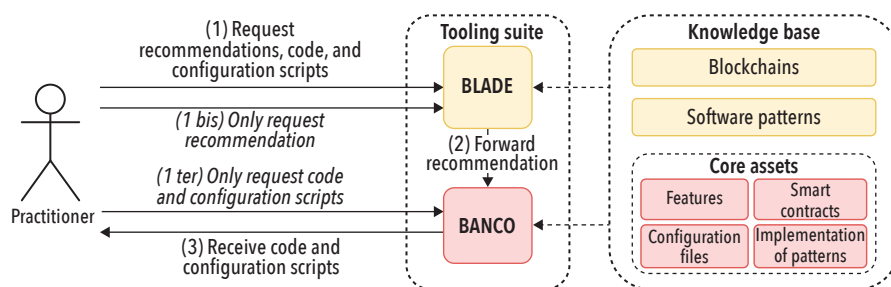 (1) Request
recommendations, code, and
configuration scripts
(1 bis) Only request
recommendation
(1 ter) Only request code
and configuration scripts
(3) Receive code and
configuration scripts
Practitioner
Tooling suite
BLADE
(2) Forward
recommendation
BANCO
Knowledge base
Blockchains
Software patterns
Core assets
Features
Smart
contracts
Configuration
files
Implementation
of patterns